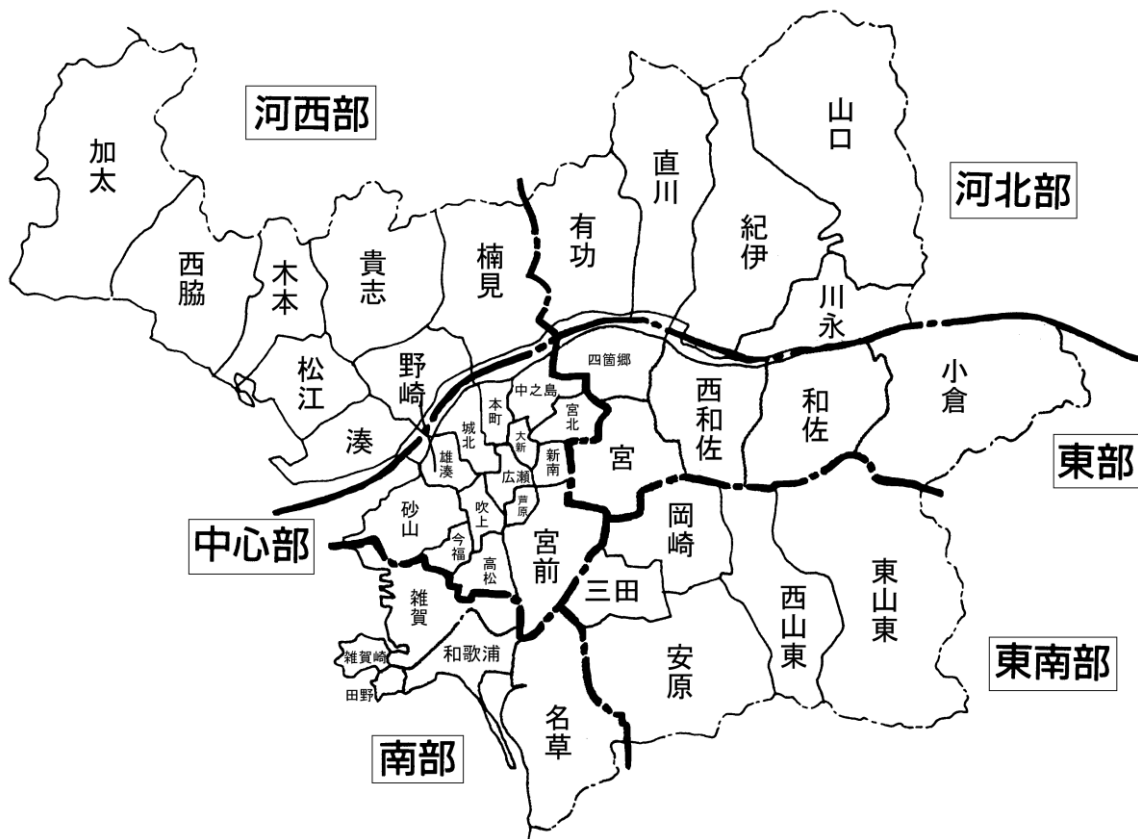 河西部
加太
西脇
木本
貴志
楠見
松江
野崎
湊
河北部
有功
直川
紀伊
山口
川永
東部
四箇郷
西和佐
和佐
小倉
宮
中心部
中之島
宮北
本町
城北
大新
新南
雄湊
広瀬
芦原
吹上
砂山
今福
高松
宮前
東南部
岡崎
三田
安原
西山東
東山東
南部
雑賀
雑賀崎
田野
和歌浦
名草